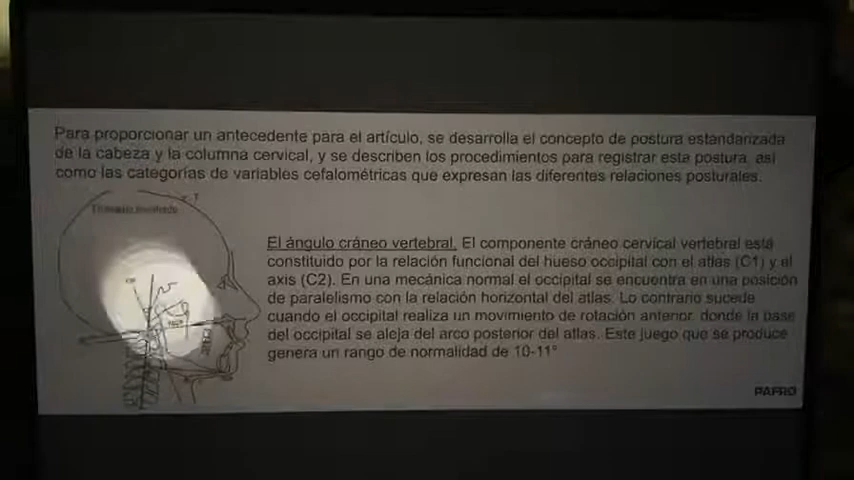 Para proporcionar un antecedente para el artículo, se desarrolla el concepto de postura estandarizada
de la cabeza y la columna cervical, y se describen los procedimientos para registrar esta postura, así
como las categorías de variables cefalométricas que expresan las diferentes relaciones posturales.
El ángulo cráneo vertebral. El componente cráneo cervical vertebral está
constituido por la relación funcional del hueso occipital con el atlas (C1) y el
axis (C2). En una mecánica normal el occipital se encuentra en una posición
de paralelismo con la relación horizontal del atlas. Lo contrario sucede
cuando el occipital realiza un movimiento de rotación anterior, donde la base
del occipital se aleja del arco posterior del atlas. Este juego que se produce
genera un rango de normalidad de 10-11°
PAFRO